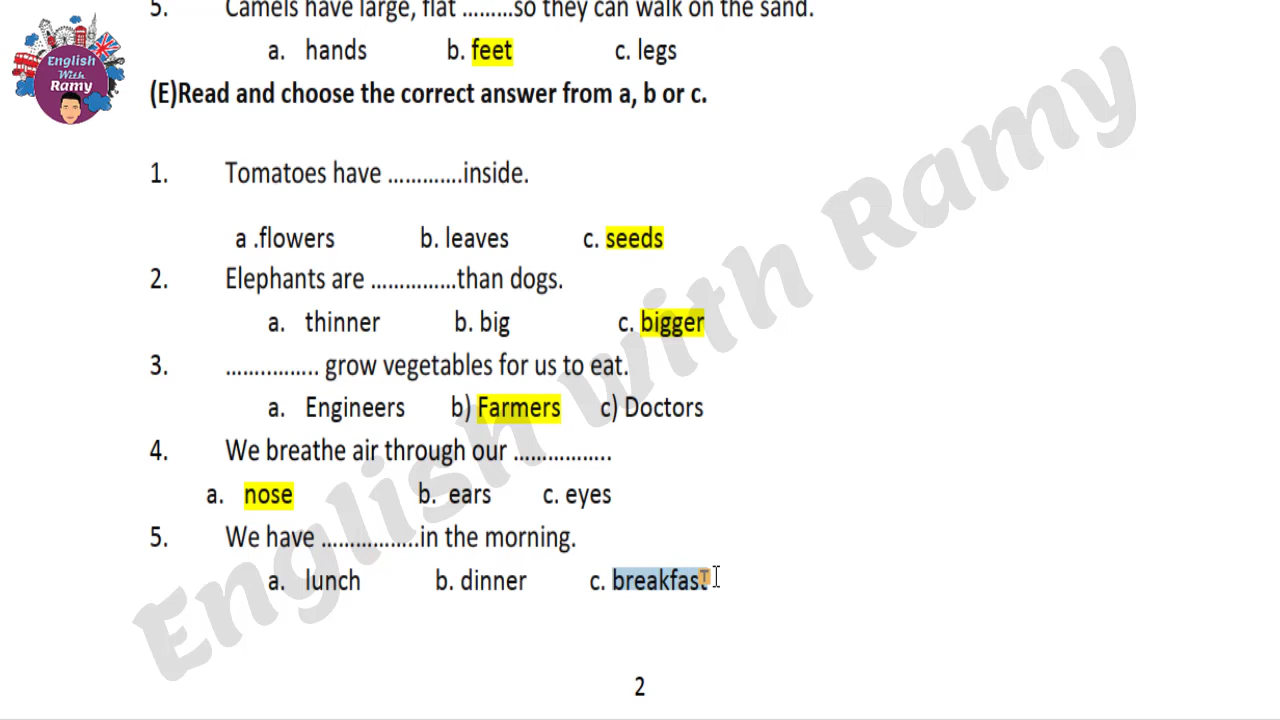 5. Camels have large, flat ………so they can walk on the sand.
a. hands b. feet c. legs
English
With
Ramy
(E)Read and choose the correct answer from a, b or c.
1. Tomatoes have ………….inside.
a .flowers b. leaves c. seeds
2. Elephants are ……………than dogs.
a. thinner b. big c. bigger
3. ……..…….. grow vegetables for us to eat.
a. Engineers b) Farmers c) Doctors
4. We breathe air through our ……………..
a. nose b. ears c. eyes
5. We have ……………..in the morning.
a. lunch b. dinner c. breakfast
English with Ramy
2